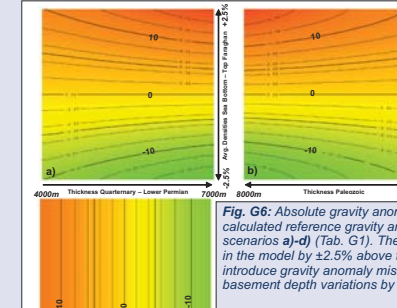 10
0
-10
a)
Avg. Densities Sea Bottom – Top Faraghan
+2.5%
-2.5%
10
0
-10
b)
4000m
Thickness Quarternary – Lower Permian
7000m
8000m
Thickness Paleozoic
10
0
-10
Fig. G6: Absolute gravity anor
calculated reference gravity an
scenarios a)-d) (Tab. G1). The
in the model by ±2.5% above t
introduce gravity anomaly mis
basement depth variations by